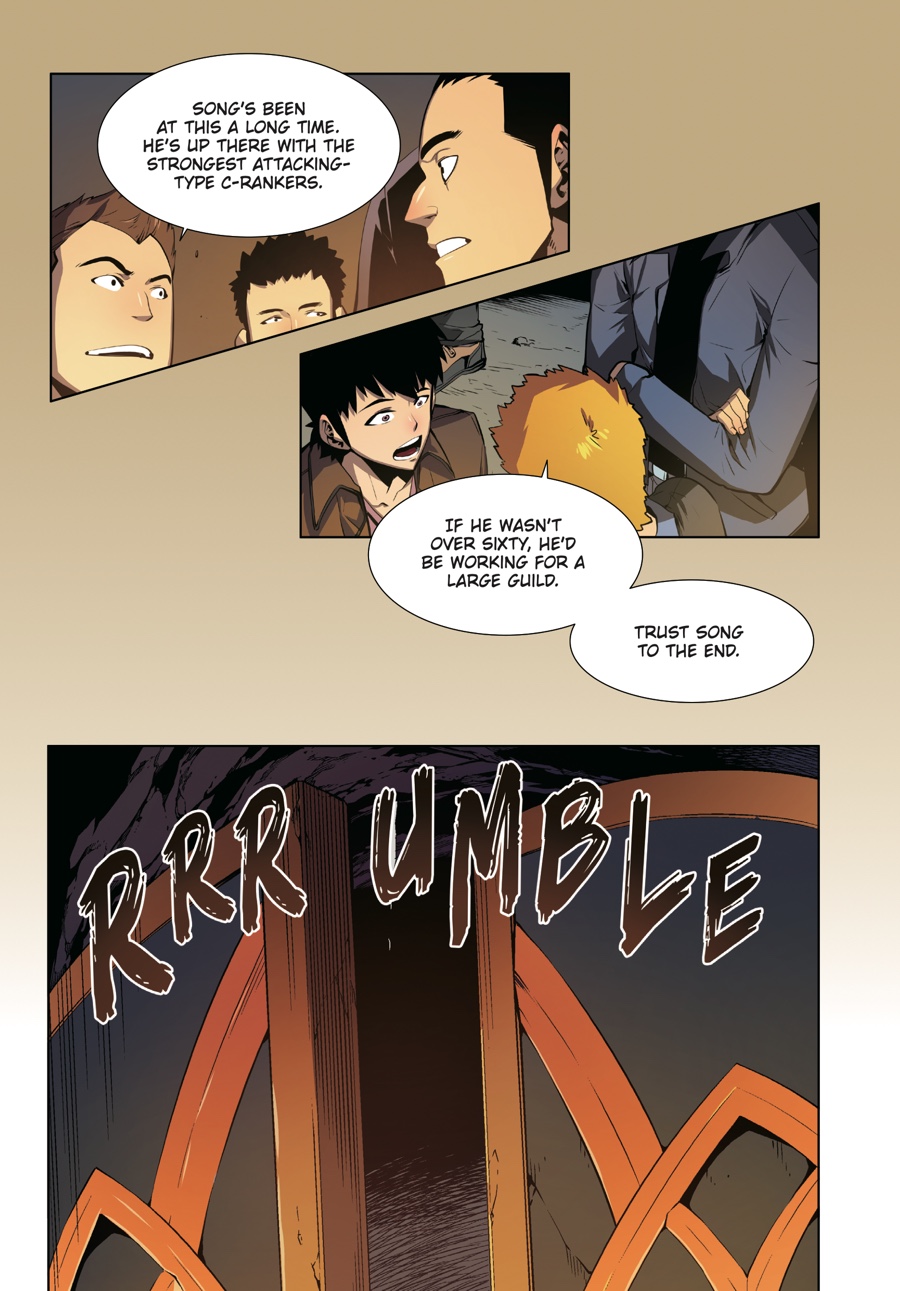 SONG'S BEEN
AT THIS A LONG TIME.
HE'S UP THERE WITH THE
STRONGEST ATTACKING-
TYPE C-RANKERS.
IF HE WASN'T
OVER SIXTY, HE'D
BE WORKING FOR A
LARGE GUILD.
TRUST SONG
TO THE END.
RRR UMBLE